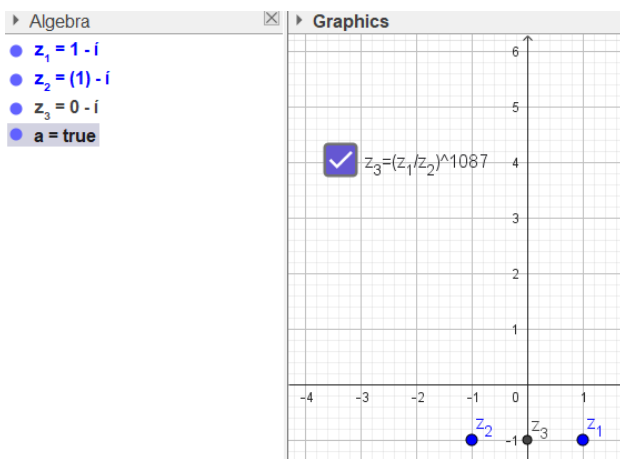 Algebra
Graphics
z₁ = 1 - í
z₂ = (1) - í
z₃ = 0 - í
a = true
z₃=(z₁/z₂)^1087
6
5
4
3
2
1
-4 -3 -2 -1 0 1
-1
z₂ z₃ z₁